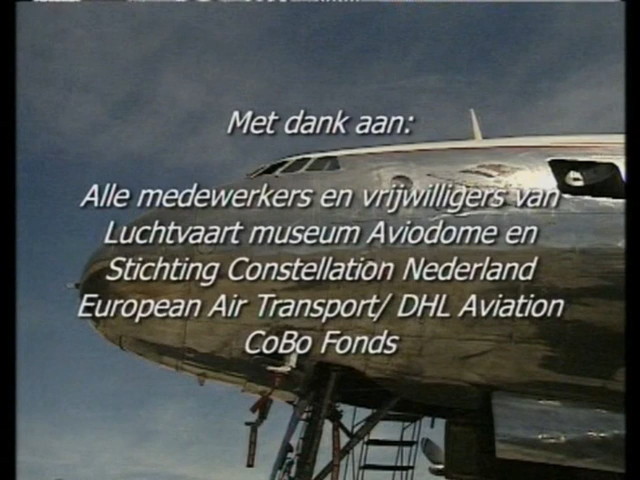 Met dank aan:
Alle medewerkers en vrijwilligers van
Luchtvaart museum Aviodome en
Stichting Constellation Nederland
European Air Transport/ DHL Aviation
CoBo Fonds